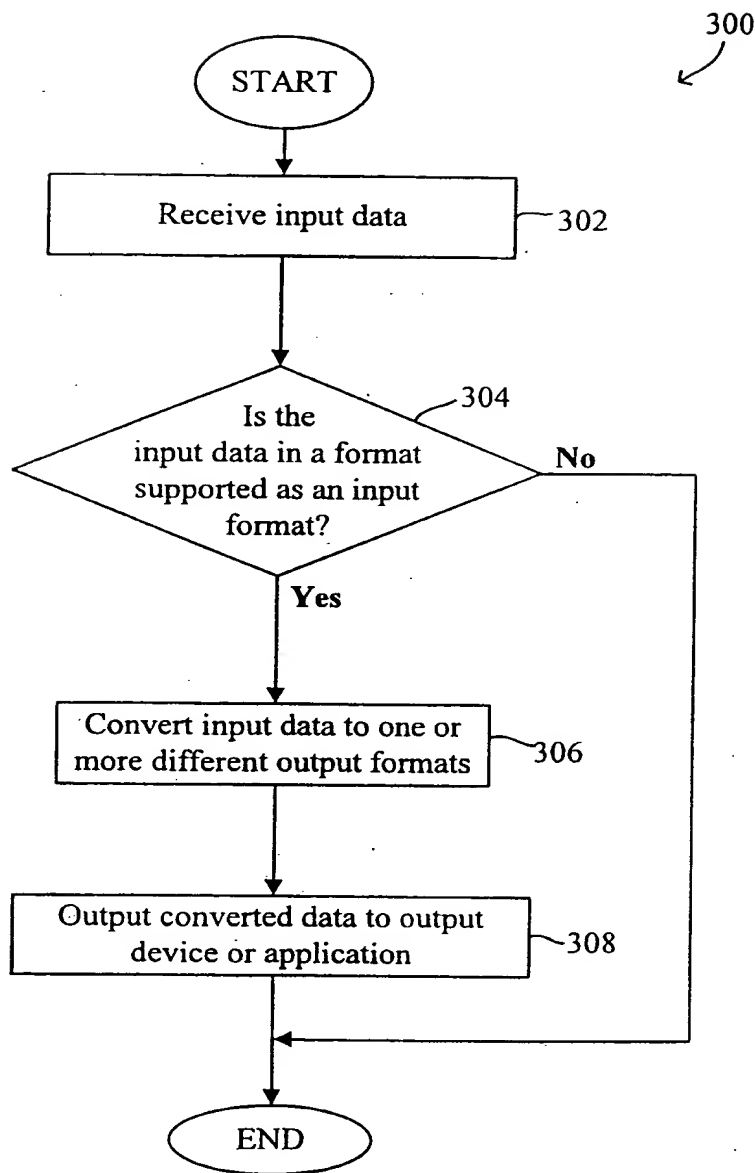 300
START
Receive input data
302
304
Is the
input data in a format
supported as an input
format?
No
Yes
Convert input data to one or
more different output formats
306
Output converted data to output
device or application
308
END